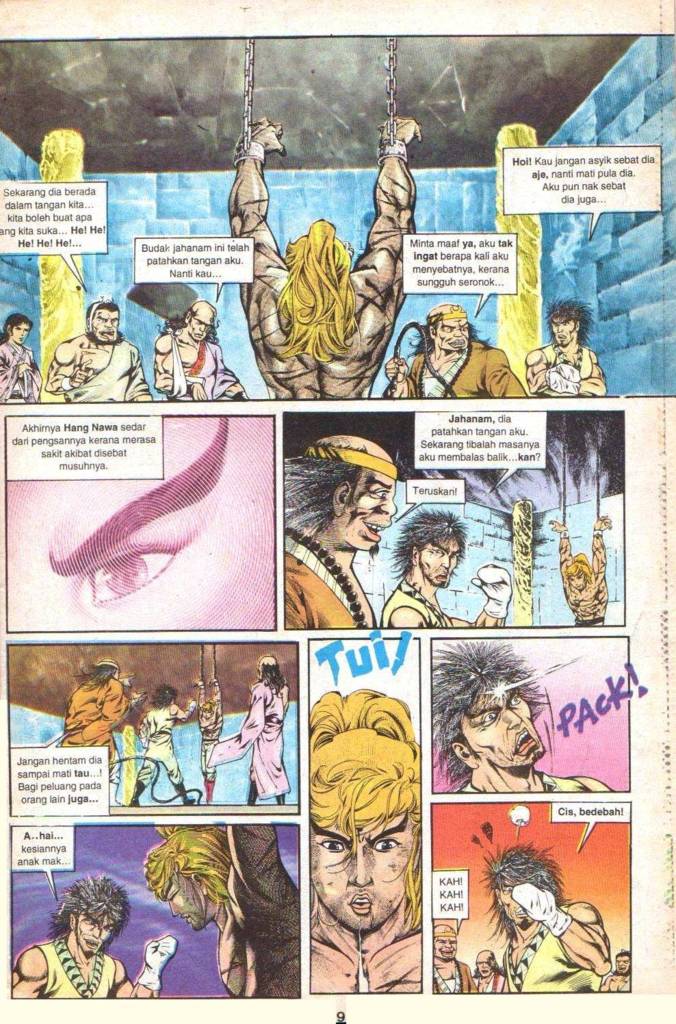 Sekarang dia berada
dalam tangan kita...
kita boleh buat apa
ang kita suka... He! He!
He! He! He!...
Budak jahanam ini telah
patahkan tangan aku.
Nanti kau...
Minta maaf ya, aku tak
ingat berapa kali aku
menyebatnya, kerana
sungguh seronok...
Hoi! Kau jangan asyik sebat dia
aje, nanti mati pula dia.
Aku pun nak sebat
dia juga...
Akhirnya Hang Nawa sedar
dari pengsannya kerana merasa
sakit akibat disebat
musuhnya.
Jahanam, dia
patahkan tangan aku.
Sekarang tibalah masanya
aku membalas balik...kan?
Teruskan!
Jangan hentam dia
sampai mati tau...!
Bagi peluang pada
orang lain juga...
A..hai...
kesiannya
anak mak...
TUI!
PACK!
Cis, bedebah!
KAH!
KAH!
KAH!
9